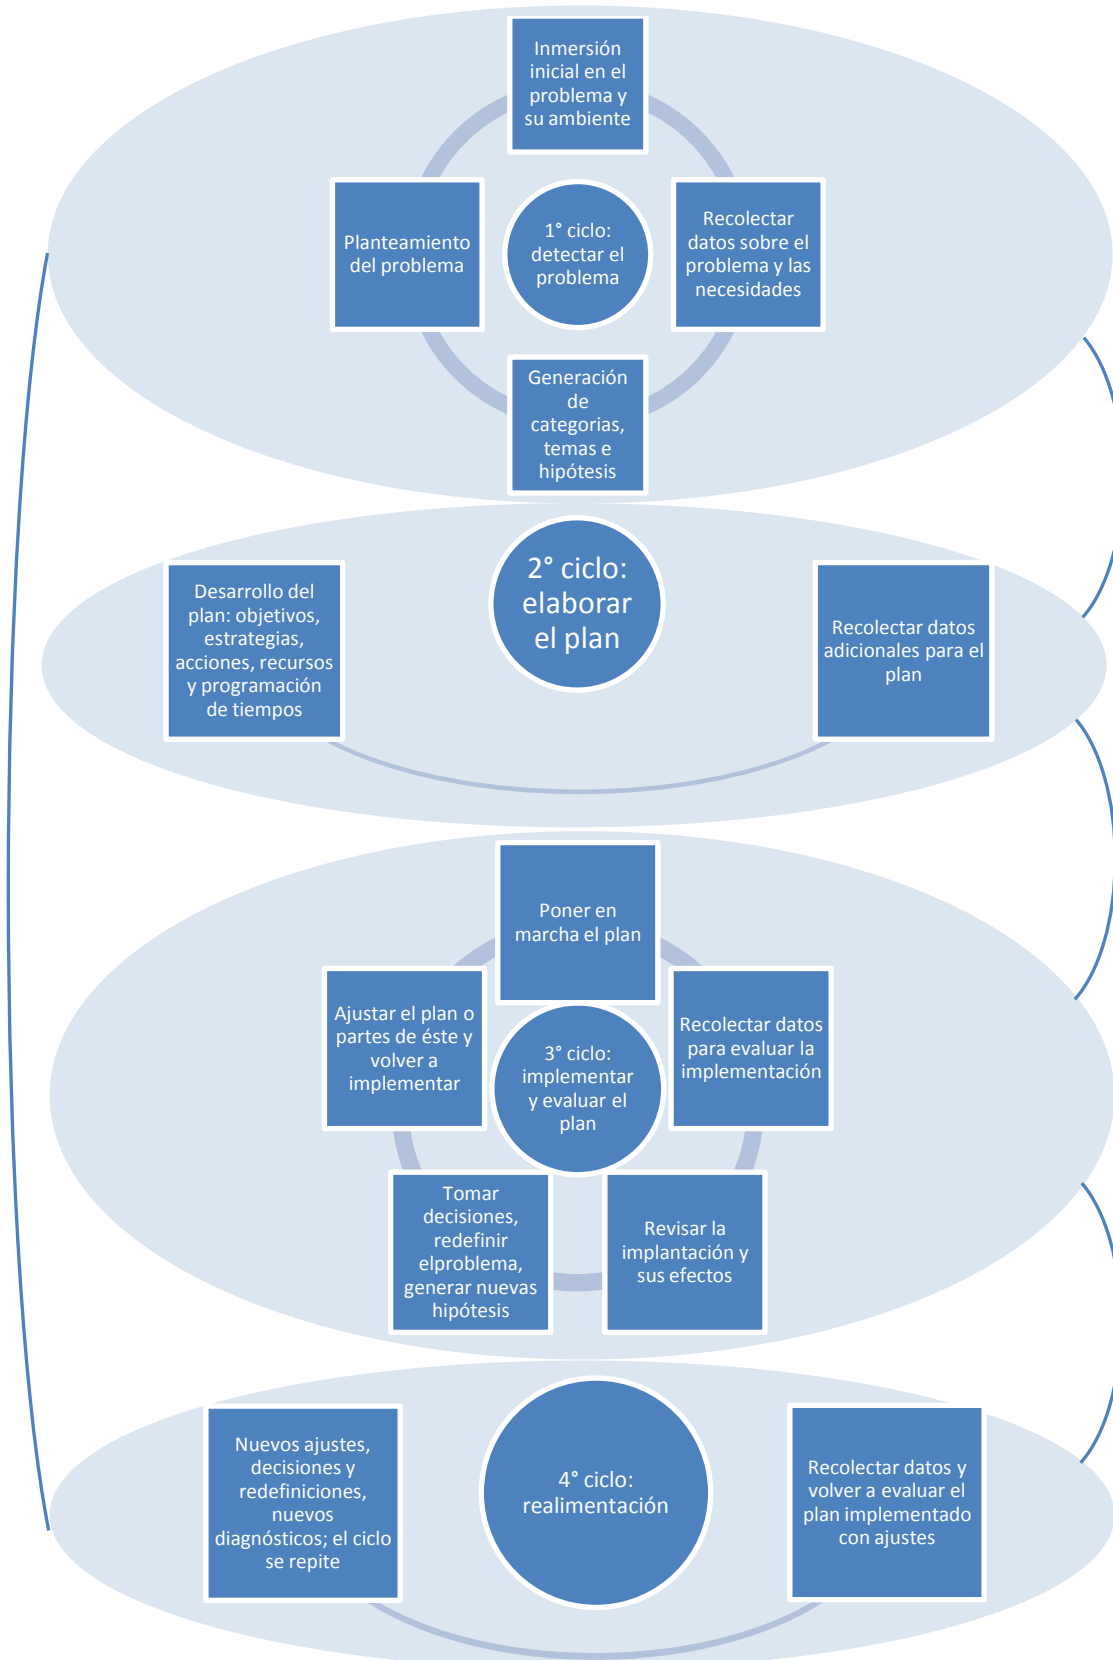 Inmersión
inicial en el
problema y
su ambiente
Planteamiento
del problema
1° ciclo:
detectar el
problema
Recolectar
datos sobre el
problema y las
necesidades
Generación
de
categorias,
temas e
hipótesis
2° ciclo:
elaborar
el plan
Desarrollo del
plan: objetivos,
estrategias,
acciones, recursos
y programación
de tiempos
Recolectar datos
adicionales para el
plan
Poner en
marcha el plan
Ajustar el plan o
partes de éste y
volver a
implementar
3° ciclo:
implementar
y evaluar el
plan
Recolectar datos
para evaluar la
implementación
Tomar
decisiones,
redefinir
elproblema,
generar nuevas
hipótesis
Revisar la
implantación y
sus efectos
Nuevos ajustes,
decisiones y
redefiniciones,
nuevos
diagnósticos; el ciclo
se repite
4° ciclo:
realimentación
Recolectar datos y
volver a evaluar el
plan implementado
con ajustes